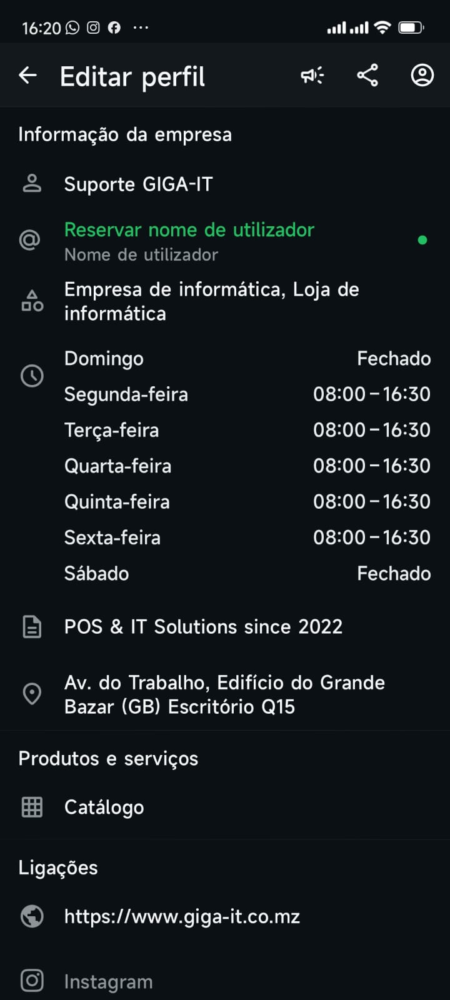 16:20
Editar perfil
Informação da empresa
Suporte GIGA-IT
Reservar nome de utilizador
Nome de utilizador
Empresa de informática, Loja de
informática
Domingo Fechado
Segunda-feira 08:00–16:30
Terça-feira 08:00–16:30
Quarta-feira 08:00–16:30
Quinta-feira 08:00–16:30
Sexta-feira 08:00–16:30
Sábado Fechado
POS & IT Solutions since 2022
Av. do Trabalho, Edifício do Grande
Bazar (GB) Escritório Q15
Produtos e serviços
Catálogo
Ligações
https://www.giga-it.co.mz
Instagram